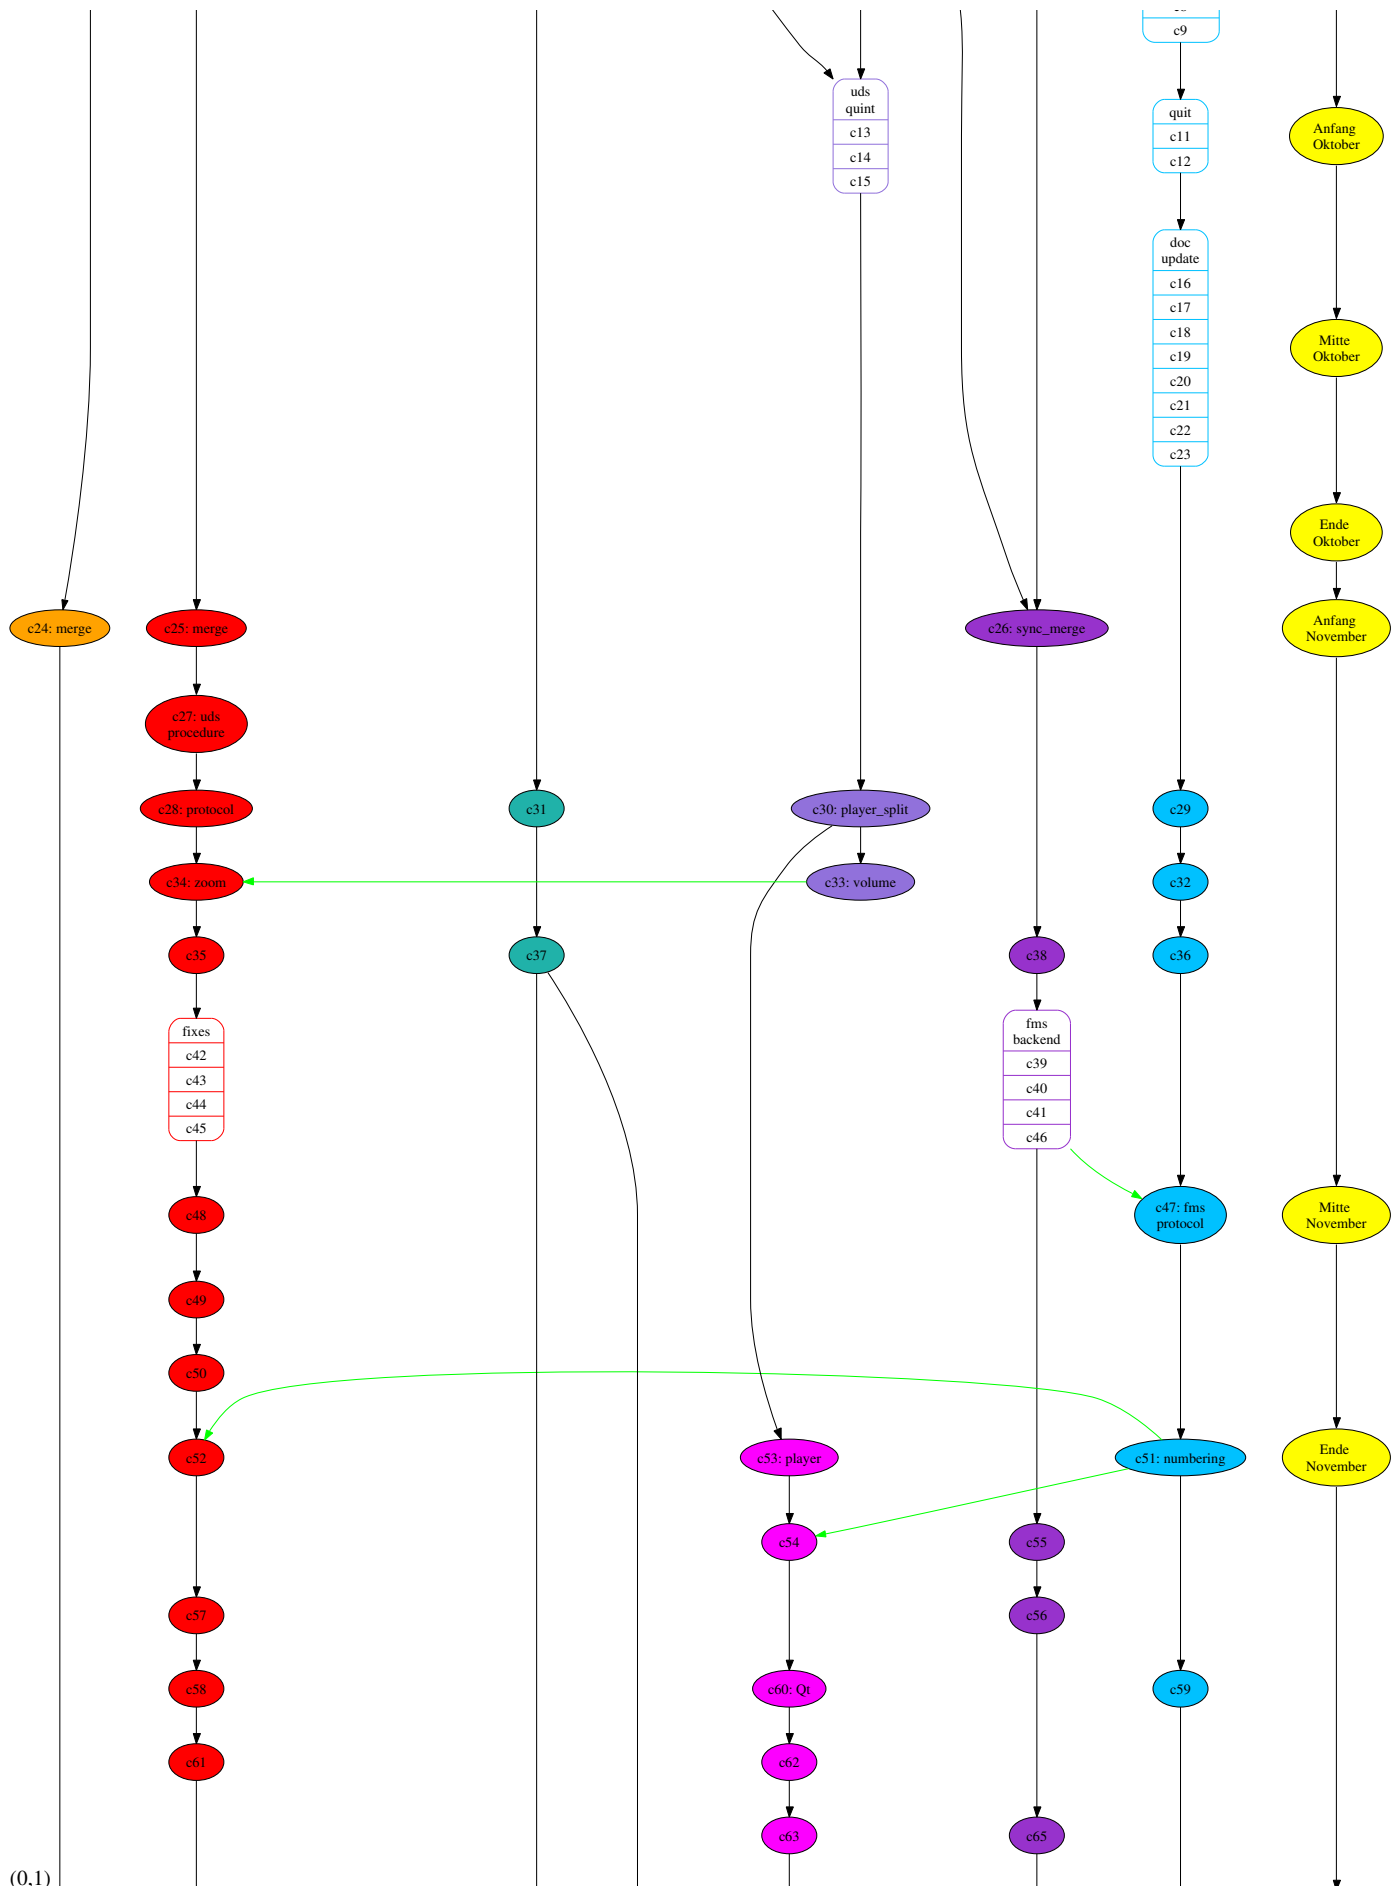 c9
uds
quint
c13
c14
c15
quit
c11
c12
Anfang
Oktober
doc
update
c16
c17
c18
c19
c20
c21
c22
c23
Mitte
Oktober
Ende
Oktober
c24: merge
c25: merge
c26: sync_merge
Anfang
November
c27: uds
procedure
c28: protocol
c31
c30: player_split
c29
c34: zoom
c33: volume
c32
c35
c37
c38
c36
fixes
c42
c43
c44
c45
fms
backend
c39
c40
c41
c46
c48
c47: fms
protocol
Mitte
November
c49
c50
c52
c53: player
c51: numbering
Ende
November
c54
c55
c57
c56
c58
c60: Qt
c59
c61
c62
c63
c65
(0,1)